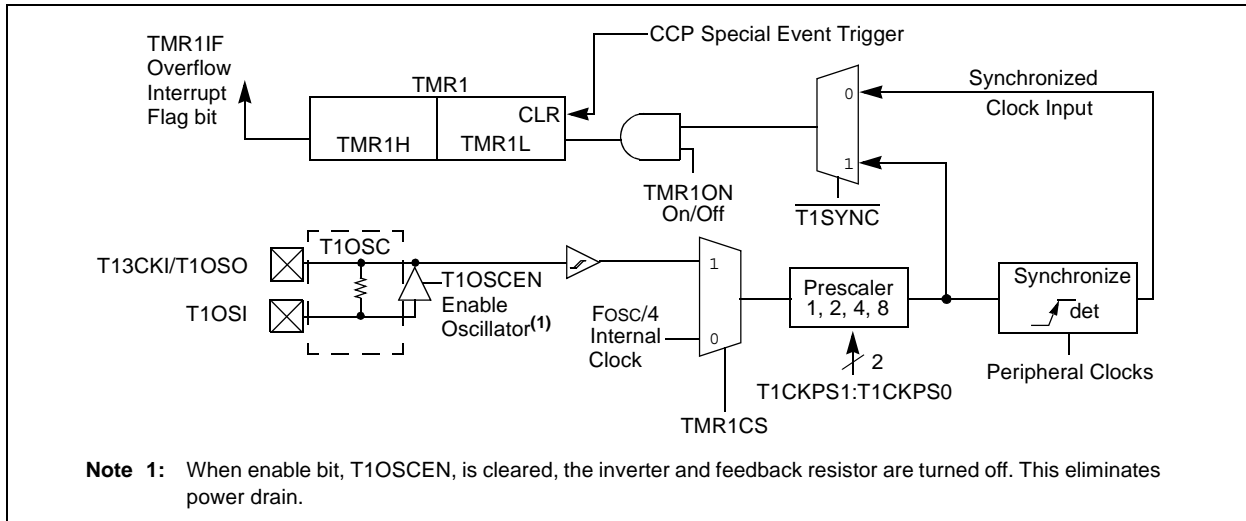 TMR1IF
Overflow
Interrupt
Flag bit
TMR1
CCP Special Event Trigger
CLR
TMR1H
TMR1L
TMR1ON
On/Off
0
1
T1SYNC
Synchronized
Clock Input
T1OSC
T13CKI/T1OSO
T1OSI
T1OSCEN
Enable
Oscillator(1)
FOSC/4
Internal
Clock
1
0
TMR1CS
Prescaler
1, 2, 4, 8
2
T1CKPS1:T1CKPS0
Synchronize
det
Peripheral Clocks
Note 1: When enable bit, T1OSCEN, is cleared, the inverter and feedback resistor are turned off. This eliminates
power drain.